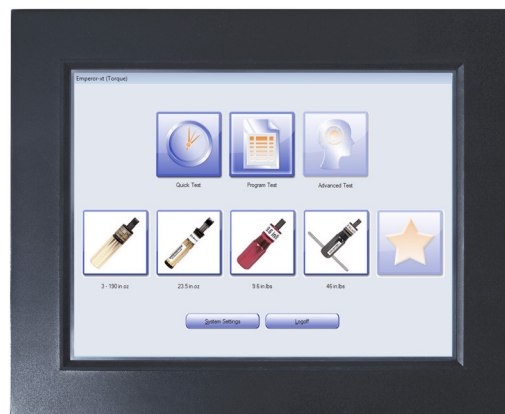 Emperor-xt (Torque)
Quick Test
Program Test
Advanced Test
3 - 190 in.oz
23.5 in.oz
9.6 in.lbs
46 in.lbs
System Settings
Logoff